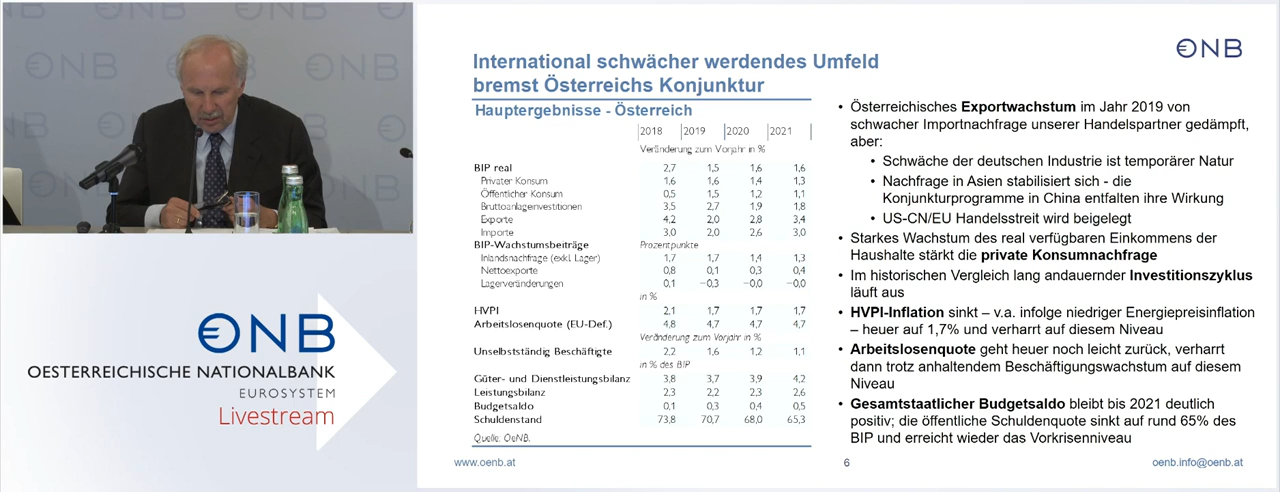 ONB
ONB
ONB
€NB
OESTERREICHISCHE NATIONALBANK
EUROSYSTEM
Livestream
€NB
International schwächer werdendes Umfeld
bremst Österreichs Konjunktur
Hauptergebnisse - Österreich
2018 2019 2020 2021
Veränderung zum Vorjahr in %
BIP real 2,7 1,5 1,6 1,6
Privater Konsum 1,6 1,6 1,4 1,3
Öffentlicher Konsum 0,5 1,5 1,2 1,1
Bruttoanlageninvestitionen 3,5 2,7 1,9 1,8
Exporte 4,2 2,0 2,8 3,4
Importe 3,0 2,0 2,6 3,0
BIP-Wachstumsbeiträge Prozentpunkte
Inlandsnachfrage (exkl. Lager) 1,7 1,7 1,4 1,3
Nettoexporte 0,8 0,1 0,3 0,4
Lagerveränderungen 0,1 −0,3 −0,0 −0,0
in %
HVPI 2,1 1,7 1,7 1,7
Arbeitslosenquote (EU-Def.) 4,8 4,7 4,7 4,7
Veränderung zum Vorjahr in %
Unselbstständig Beschäftigte 2,2 1,6 1,2 1,1
in % des BIP
Güter- und Dienstleistungsbilanz 3,8 3,7 3,9 4,2
Leistungsbilanz 2,3 2,2 2,3 2,6
Budgetsaldo 0,1 0,3 0,4 0,5
Schuldenstand 73,8 70,7 68,0 65,3
Quelle: OeNB.
• Österreichisches Exportwachstum im Jahr 2019 von
schwacher Importnachfrage unserer Handelspartner gedämpft,
aber:
• Schwäche der deutschen Industrie ist temporärer Natur
• Nachfrage in Asien stabilisiert sich - die
Konjunkturprogramme in China entfalten ihre Wirkung
• US-CN/EU Handelsstreit wird beigelegt
• Starkes Wachstum des real verfügbaren Einkommens der
Haushalte stärkt die private Konsumnachfrage
• Im historischen Vergleich lang andauernder Investitionszyklus
läuft aus
• HVPI-Inflation sinkt – v.a. infolge niedriger Energiepreisinflation
– heuer auf 1,7% und verharrt auf diesem Niveau
• Arbeitslosenquote geht heuer noch leicht zurück, verharrt
dann trotz anhaltendem Beschäftigungswachstum auf diesem
Niveau
• Gesamtstaatlicher Budgetsaldo bleibt bis 2021 deutlich
positiv; die öffentliche Schuldenquote sinkt auf rund 65% des
BIP und erreicht wieder das Vorkrisenniveau
www.oenb.at 6 oenb.info@oenb.at